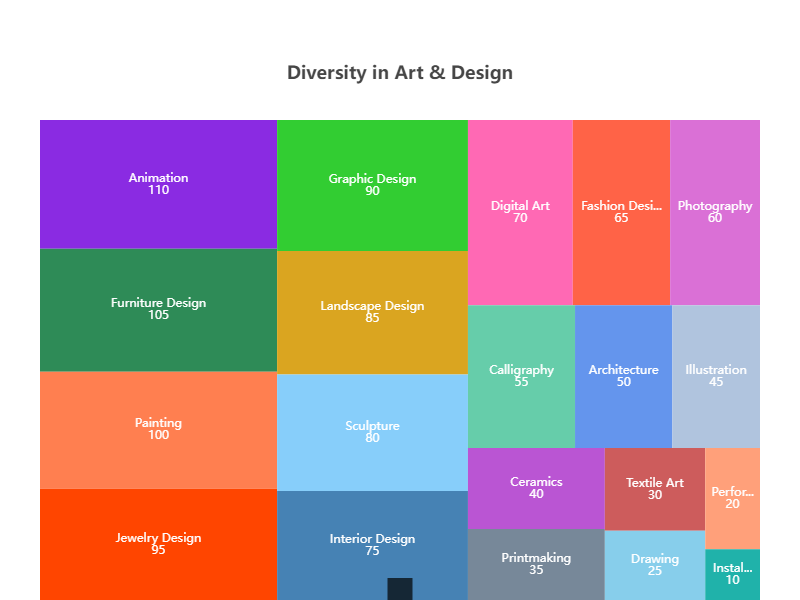 Diversity in Art & Design
Animation
110
Furniture Design
105
Painting
100
Jewelry Design
95
Graphic Design
90
Landscape Design
85
Sculpture
80
Interior Design
75
Digital Art
70
Fashion Desi...
65
Photography
60
Calligraphy
55
Architecture
50
Illustration
45
Ceramics
40
Printmaking
35
Textile Art
30
Drawing
25
Perfor...
20
Instal...
10